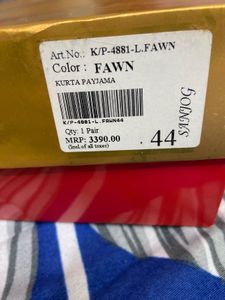 Art.No.: K/P-4881-L.FAWN
Color : FAWN
KURTA PAYJAMA
K/P-4881-L.FAWN44
Qty: 1 Pair
MRP: 3390.00
(Incl.of all taxes)
44